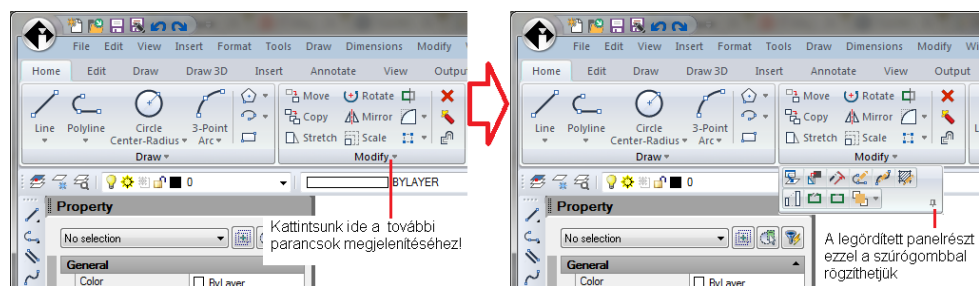 File Edit View Insert Format Tools Draw Dimensions Modify
Home Edit Draw Draw 3D Insert Annotate View Outpu
Line Polyline Circle Center-Radius 3-Point Arc
Move Rotate
Copy Mirror
Stretch Scale
Draw Modify
0 BYLAYER
Property
No selection
General
Color ByLayer
Kattintsunk ide a további
parancsok megjelenítéséhez!
File Edit View Insert Format Tools Draw Dimensions Modify Wi
Home Edit Draw Draw 3D Insert Annotate View Output
Line Polyline Circle Center-Radius 3-Point Arc
Move Rotate
Copy Mirror
Stretch Scale
Draw Modify
0
Property
No selection
General
Color ByLayer
A legördített panelrészt
ezzel a szúrógombbal
rögzíthetjük